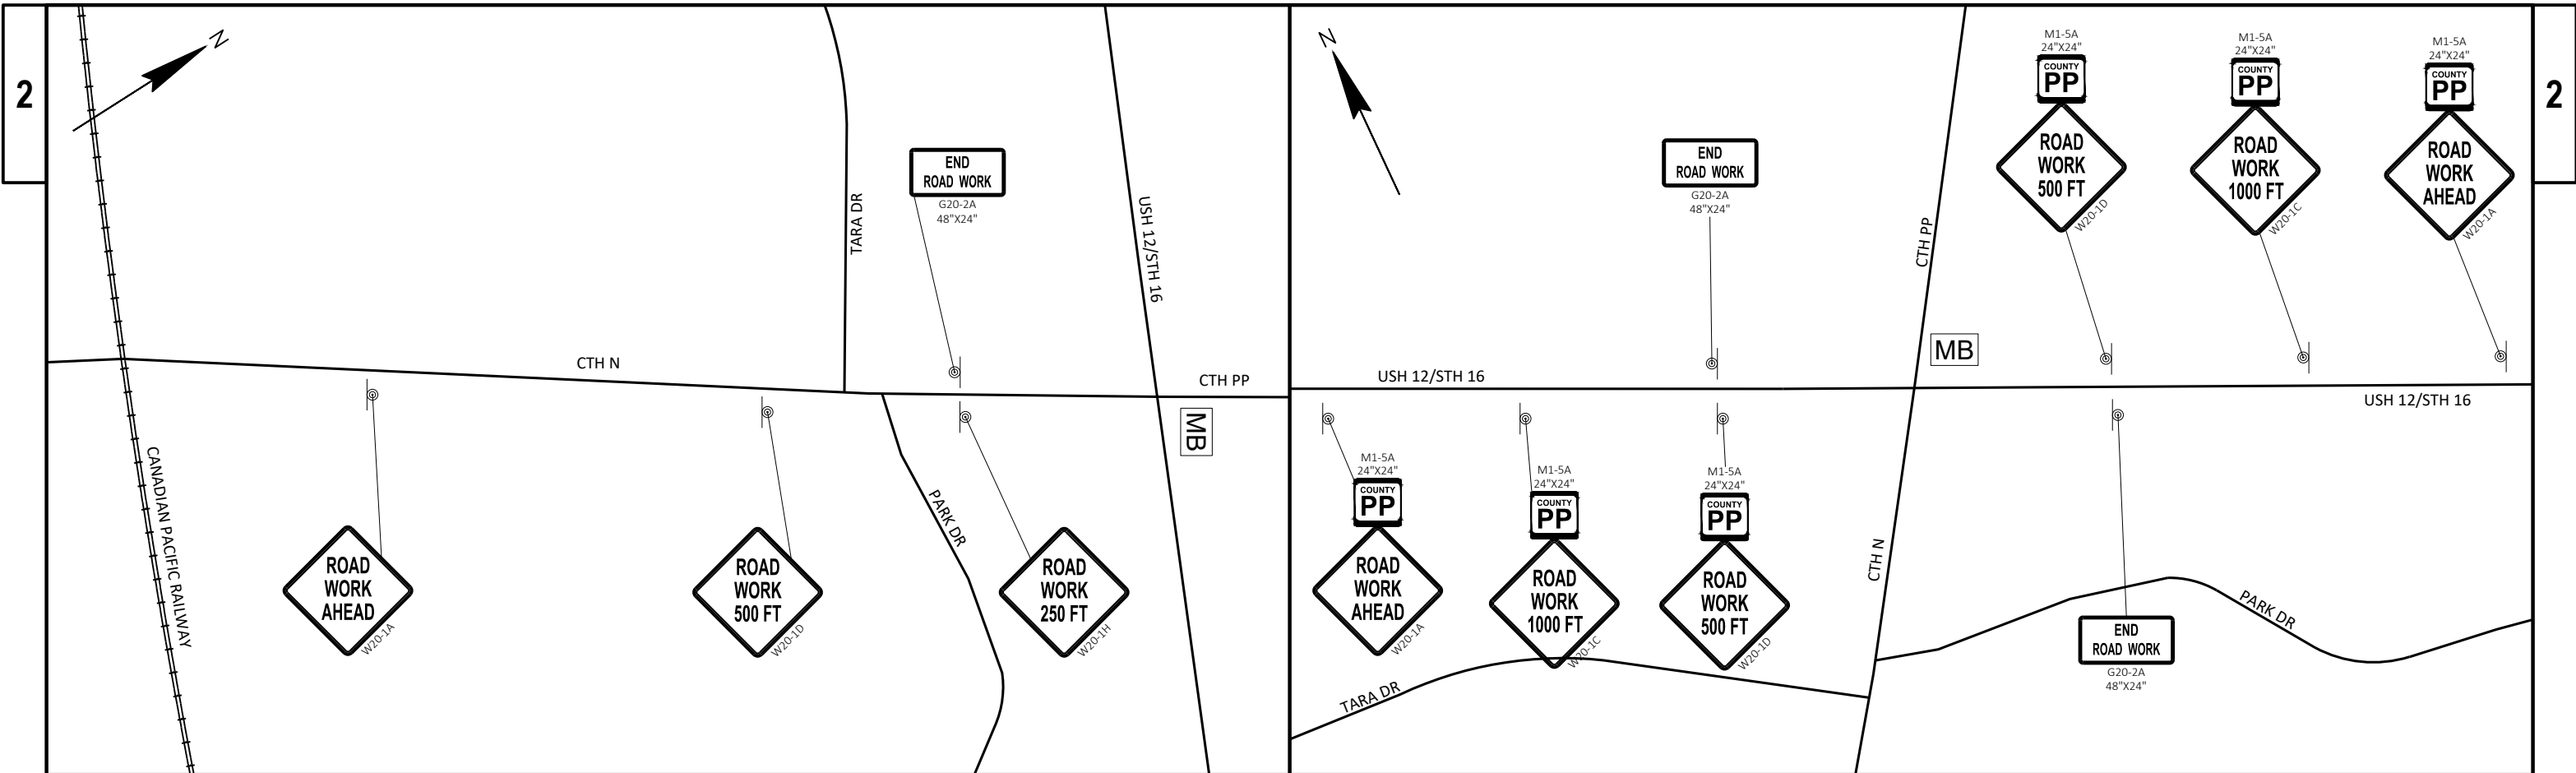 2
N
TARA DR
END
ROAD WORK
G20-2A
48"X24"
USH 12/STH 16
CTH N
CTH PP
MB
CANADIAN PACIFIC RAILWAY
PARK DR
ROAD
WORK
AHEAD
W20-1A
ROAD
WORK
500 FT
W20-1D
ROAD
WORK
250 FT
W20-1H
N
END
ROAD WORK
G20-2A
48"X24"
CTH PP
M1-5A
24"X24"
COUNTY
PP
ROAD
WORK
500 FT
W20-1D
M1-5A
24"X24"
COUNTY
PP
ROAD
WORK
1000 FT
W20-1C
M1-5A
24"X24"
COUNTY
PP
ROAD
WORK
AHEAD
W20-1A
2
MB
USH 12/STH 16
USH 12/STH 16
M1-5A
24"X24"
COUNTY
PP
ROAD
WORK
AHEAD
W20-1A
M1-5A
24"X24"
COUNTY
PP
ROAD
WORK
1000 FT
W20-1C
M1-5A
24"X24"
COUNTY
PP
ROAD
WORK
500 FT
W20-1D
CTH N
TARA DR
PARK DR
END
ROAD WORK
G20-2A
48"X24"